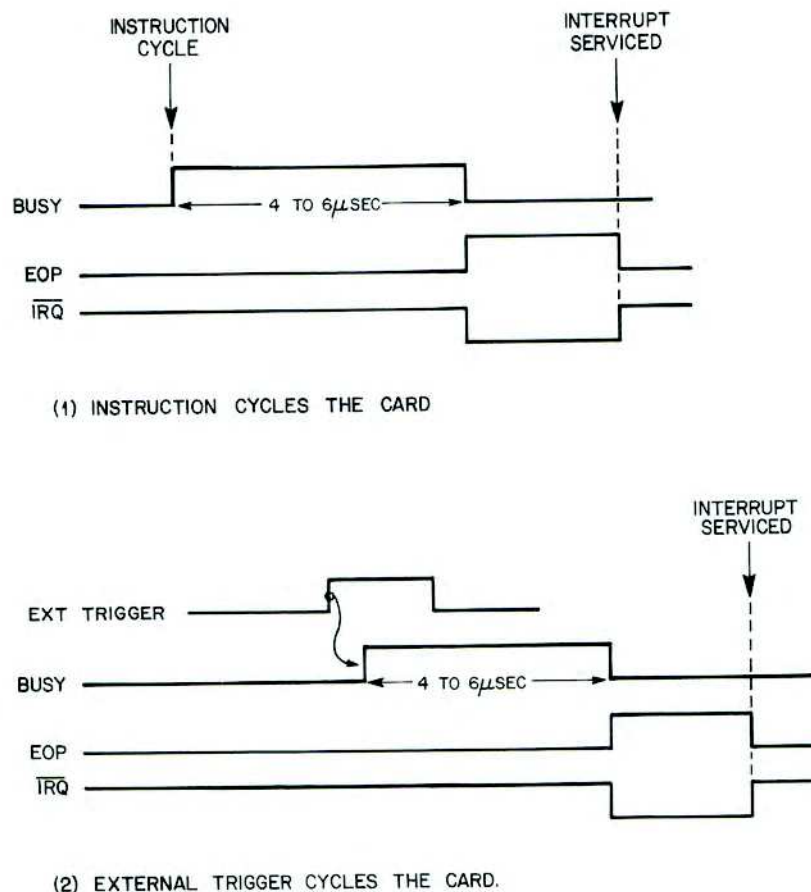 INSTRUCTION
CYCLE
INTERRUPT
SERVICED
BUSY
4 TO 6μSEC
EOP
IRQ
(1) INSTRUCTION CYCLES THE CARD
INTERRUPT
SERVICED
EXT TRIGGER
BUSY
4 TO 6μSEC
EOP
IRQ
(2) EXTERNAL TRIGGER CYCLES THE CARD.